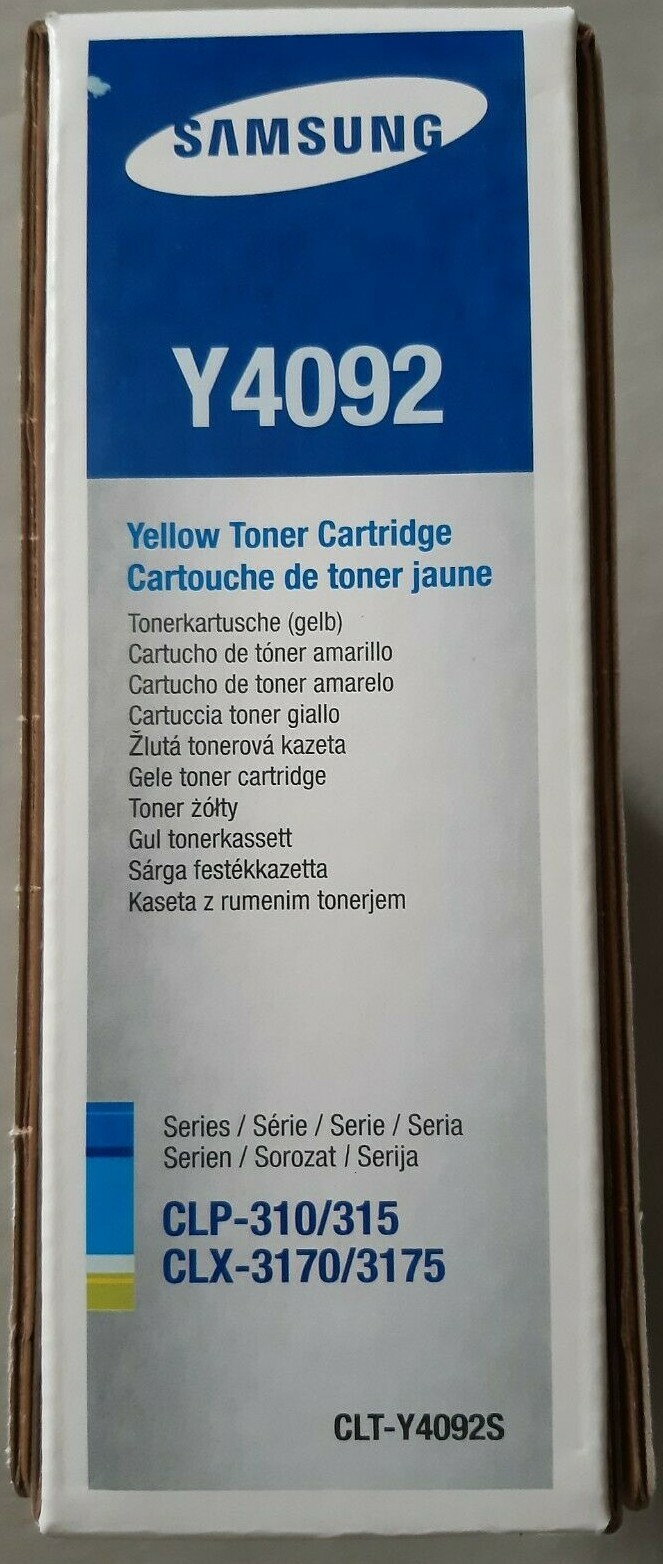 SAMSUNG
Y4092
Yellow Toner Cartridge
Cartouche de toner jaune
Tonerkartusche (gelb)
Cartucho de tóner amarillo
Cartucho de toner amarelo
Cartuccia toner giallo
Žlutá tonerová kazeta
Gele toner cartridge
Toner żółty
Gul tonerkassett
Sárga festékkazetta
Kaseta z rumenim tonerjem
Series / Série / Serie / Seria
Serien / Sorozat / Serija
CLP-310/315
CLX-3170/3175
CLT-Y4092S